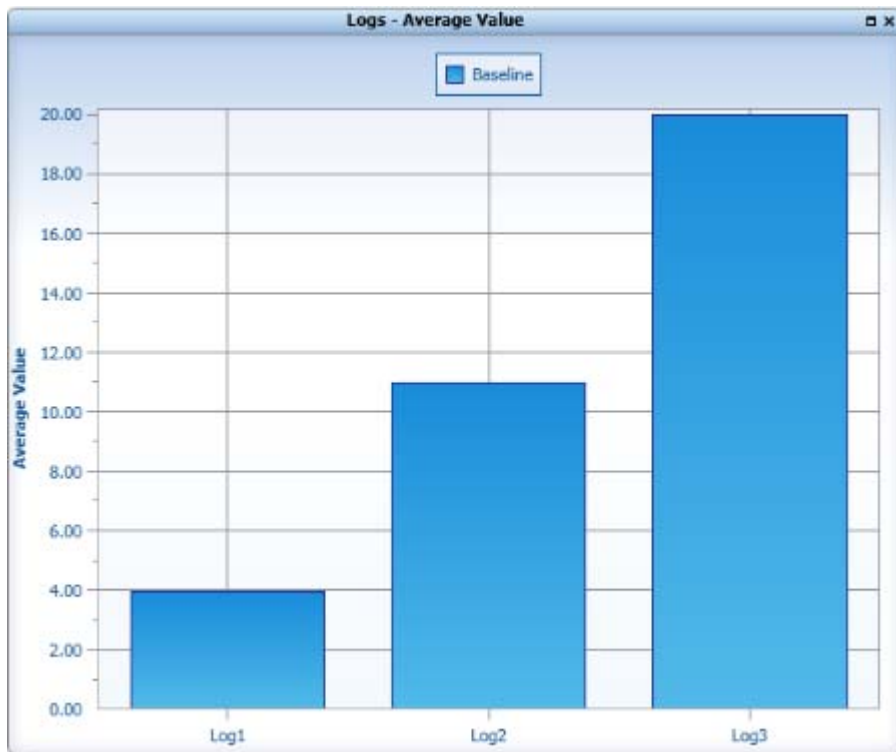 Logs - Average Value
Baseline
Average Value
20.00
18.00
16.00
14.00
12.00
10.00
8.00
6.00
4.00
2.00
0.00
Log1 Log2 Log3